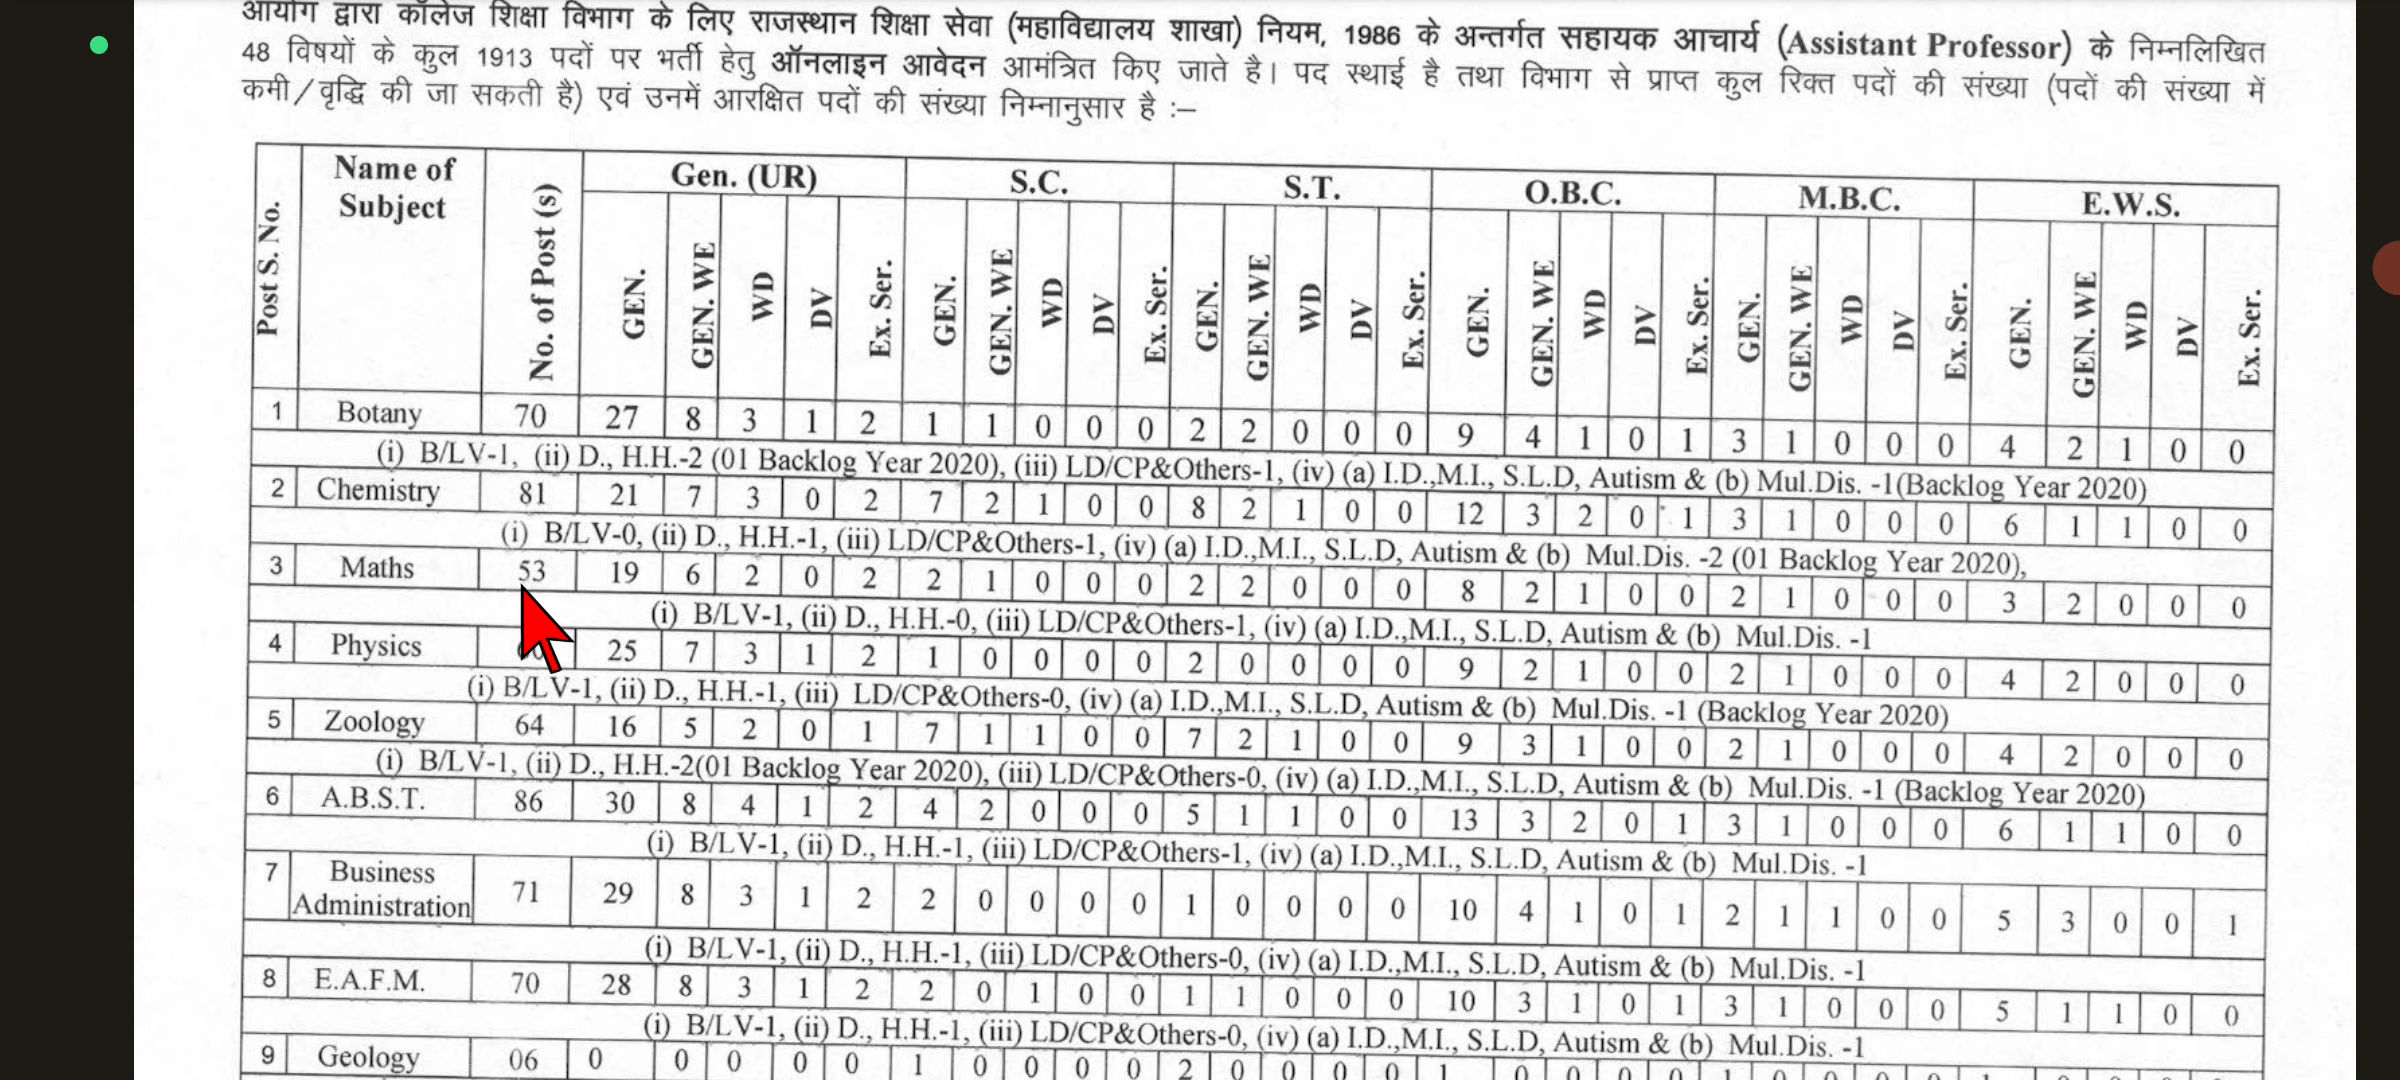 आयोग द्वारा कॉलेज शिक्षा विभाग के लिए राजस्थान शिक्षा सेवा (महाविद्यालय शाखा) नियम, 1986 के अन्तर्गत सहायक आचार्य (Assistant Professor) के निम्नलिखित
48 विषयों के कुल 1913 पदों पर भर्ती हेतु ऑनलाइन आवेदन आमंत्रित किए जाते है। पद स्थाई है तथा विभाग से प्राप्त कुल रिक्त पदों की संख्या (पदों की संख्या में
कमी/वृद्धि की जा सकती है) एवं उनमें आरक्षित पदों की संख्या निम्नानुसार है :–
Post S. No. Name of Subject No. of Post (s) Gen. (UR) S.C. S.T. O.B.C. M.B.C. E.W.S.
GEN. GEN. WE WD DV Ex. Ser. GEN. GEN. WE WD DV Ex. Ser. GEN. GEN. WE WD DV Ex. Ser. GEN. GEN. WE WD DV Ex. Ser. GEN. GEN. WE WD DV Ex. Ser. GEN. GEN. WE WD DV Ex. Ser.
1 Botany 70 27 8 3 1 2 1 1 0 0 0 2 2 0 0 0 9 4 1 0 1 3 1 0 0 0 4 2 1 0 0
(i) B/LV-1, (ii) D., H.H.-2 (01 Backlog Year 2020), (iii) LD/CP&Others-1, (iv) (a) I.D.,M.I., S.L.D, Autism & (b) Mul.Dis. -1(Backlog Year 2020)
2 Chemistry 81 21 7 3 0 2 7 2 1 0 0 8 2 1 0 0 12 3 2 0 1 3 1 0 0 0 6 1 1 0 0
(i) B/LV-0, (ii) D., H.H.-1, (iii) LD/CP&Others-1, (iv) (a) I.D.,M.I., S.L.D, Autism & (b) Mul.Dis. -2 (01 Backlog Year 2020),
3 Maths 53 19 6 2 0 2 2 1 0 0 0 2 2 0 0 0 8 2 1 0 0 2 1 0 0 0 3 2 0 0 0
(i) B/LV-1, (ii) D., H.H.-0, (iii) LD/CP&Others-1, (iv) (a) I.D.,M.I., S.L.D, Autism & (b) Mul.Dis. -1
4 Physics 25 7 3 1 2 1 0 0 0 0 2 0 0 0 0 9 2 1 0 0 2 1 0 0 0 4 2 0 0 0
(i) B/LV-1, (ii) D., H.H.-1, (iii) LD/CP&Others-0, (iv) (a) I.D.,M.I., S.L.D, Autism & (b) Mul.Dis. -1 (Backlog Year 2020)
5 Zoology 64 16 5 2 0 1 7 1 1 0 0 7 2 1 0 0 9 3 1 0 0 2 1 0 0 0 4 2 0 0 0
(i) B/LV-1, (ii) D., H.H.-2(01 Backlog Year 2020), (iii) LD/CP&Others-0, (iv) (a) I.D.,M.I., S.L.D, Autism & (b) Mul.Dis. -1 (Backlog Year 2020)
6 A.B.S.T. 86 30 8 4 1 2 4 2 0 0 0 5 1 1 0 0 13 3 2 0 1 3 1 0 0 0 6 1 1 0 0
(i) B/LV-1, (ii) D., H.H.-1, (iii) LD/CP&Others-1, (iv) (a) I.D.,M.I., S.L.D, Autism & (b) Mul.Dis. -1
7 Business Administration 71 29 8 3 1 2 2 0 0 0 0 1 0 0 0 0 10 4 1 0 1 2 1 1 0 0 5 3 0 0 1
(i) B/LV-1, (ii) D., H.H.-1, (iii) LD/CP&Others-0, (iv) (a) I.D.,M.I., S.L.D, Autism & (b) Mul.Dis. -1
8 E.A.F.M. 70 28 8 3 1 2 2 0 1 0 0 1 1 0 0 0 10 3 1 0 1 3 1 0 0 0 5 1 1 0 0
(i) B/LV-1, (ii) D., H.H.-1, (iii) LD/CP&Others-0, (iv) (a) I.D.,M.I., S.L.D, Autism & (b) Mul.Dis. -1
9 Geology 06 0 0 0 0 0 1 0 0 0 0 2 0 0 0 0